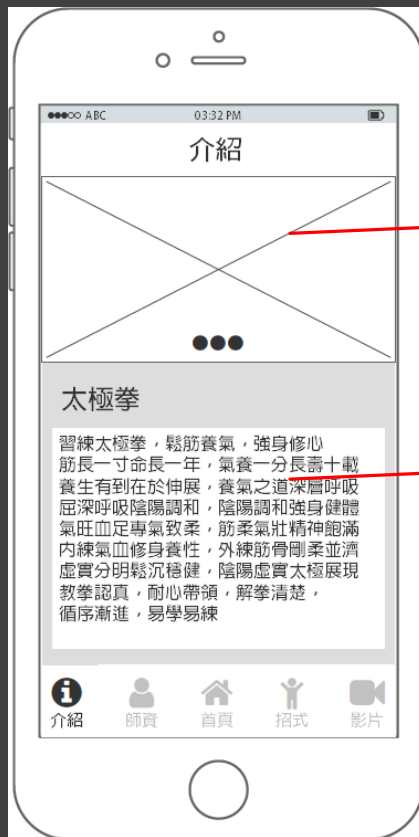 ABC 03:32 PM
介紹
太極拳
習練太極拳，鬆筋養氣，強身修心
筋長一寸命長一年，氣養一分長壽十載
養生有到在於伸展，養氣之道深層呼吸
屈深呼吸陰陽調和，陰陽調和強身健體
氣旺血足專氣致柔，筋柔氣壯精神飽滿
內練氣血修身養性，外練筋骨剛柔並濟
虛實分明鬆沉穩健，陰陽虛實太極展現
教拳認真，耐心帶領，解拳清楚，
循序漸進，易學易練
介紹 師資 首頁 招式 影片